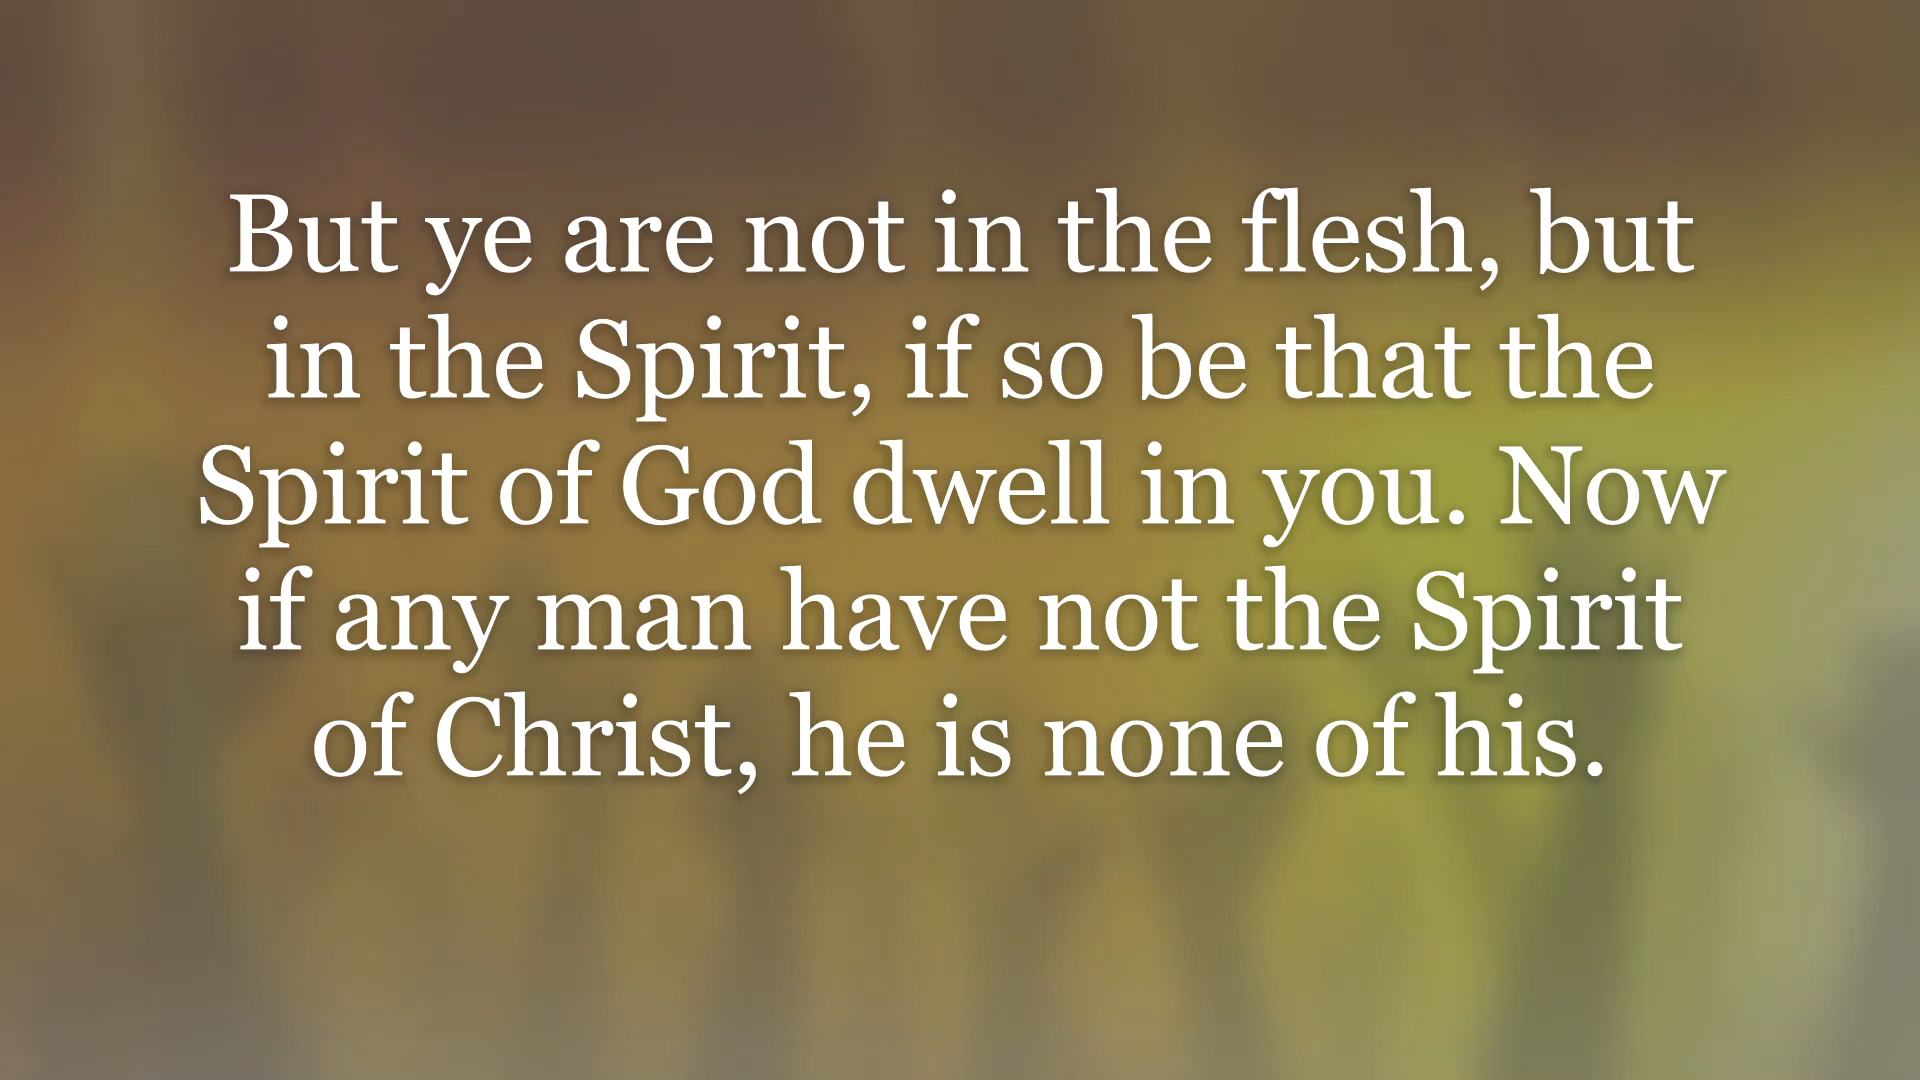 But ye are not in the flesh, but
in the Spirit, if so be that the
Spirit of God dwell in you. Now
if any man have not the Spirit
of Christ, he is none of his.